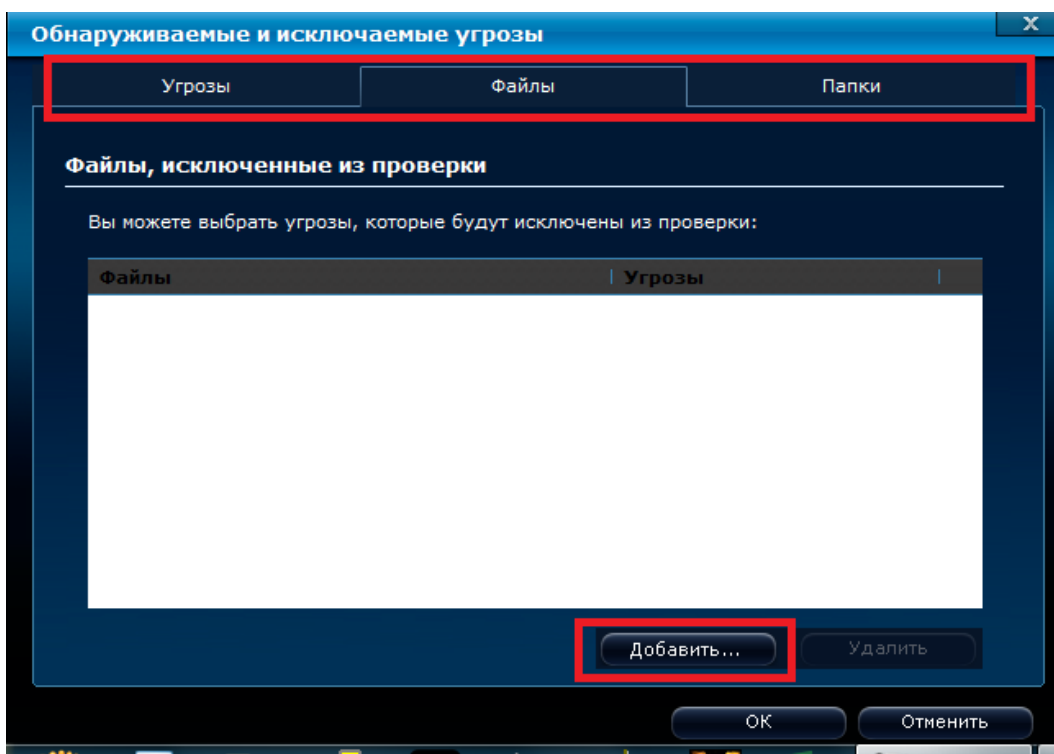 Обнаруживаемые и исключаемые угрозы X
Угрозы Файлы Папки
Файлы, исключенные из проверки
Вы можете выбрать угрозы, которые будут исключены из проверки:
Файлы Угрозы
Добавить... Удалить
OK Отменить